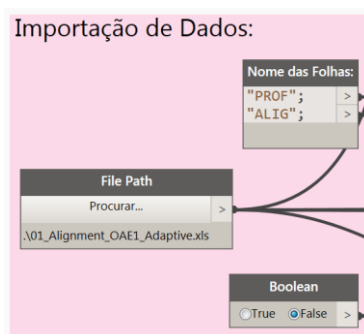 Importação de Dados:
Nome das Folhas:
"PROF"; >
"ALIG"; >
File Path
Procurar... >
.\01_Alignment_OAE1_Adaptive.xls
Boolean
True False >